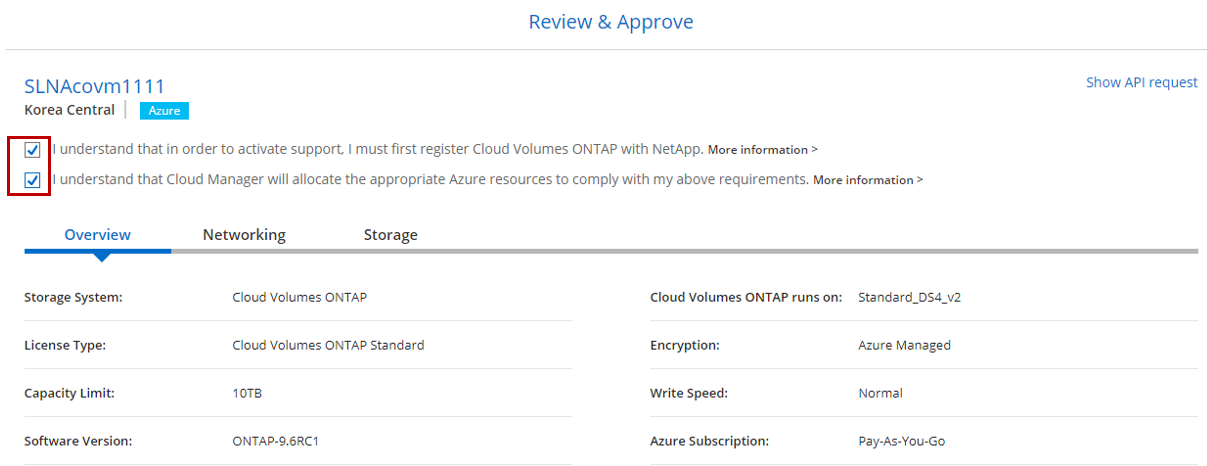 Review & Approve
SLNAcovm1111
Show API request
Korea Central
Azure
I understand that in order to activate support, I must first register Cloud Volumes ONTAP with NetApp. More information >
I understand that Cloud Manager will allocate the appropriate Azure resources to comply with my above requirements. More information >
Overview Networking Storage
Storage System: Cloud Volumes ONTAP
Cloud Volumes ONTAP runs on: Standard_DS4_v2
License Type: Cloud Volumes ONTAP Standard
Encryption: Azure Managed
Capacity Limit: 10TB
Write Speed: Normal
Software Version: ONTAP-9.6RC1
Azure Subscription: Pay-As-You-Go